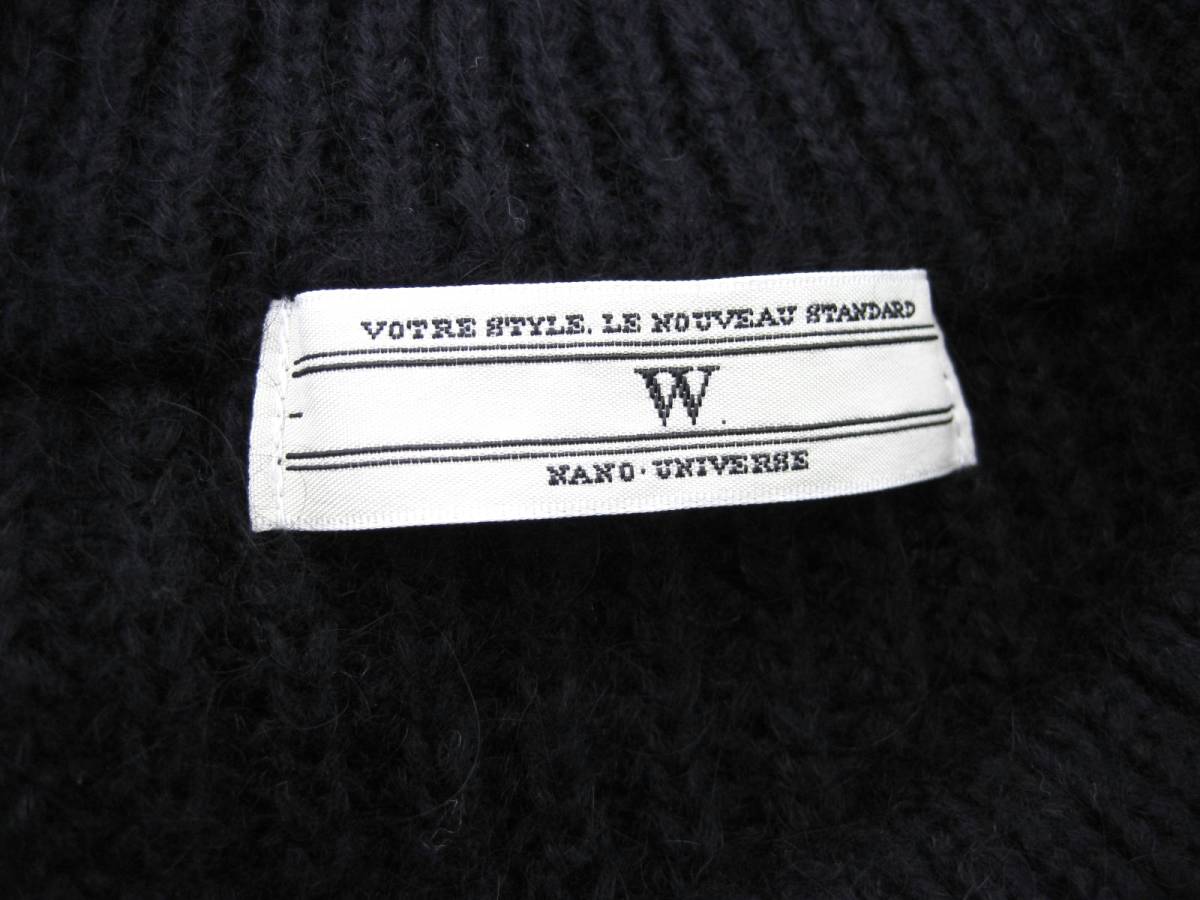 VOTRE STYLE. LE NOUVEAU STANDARD
W.
NANO・UNIVERSE